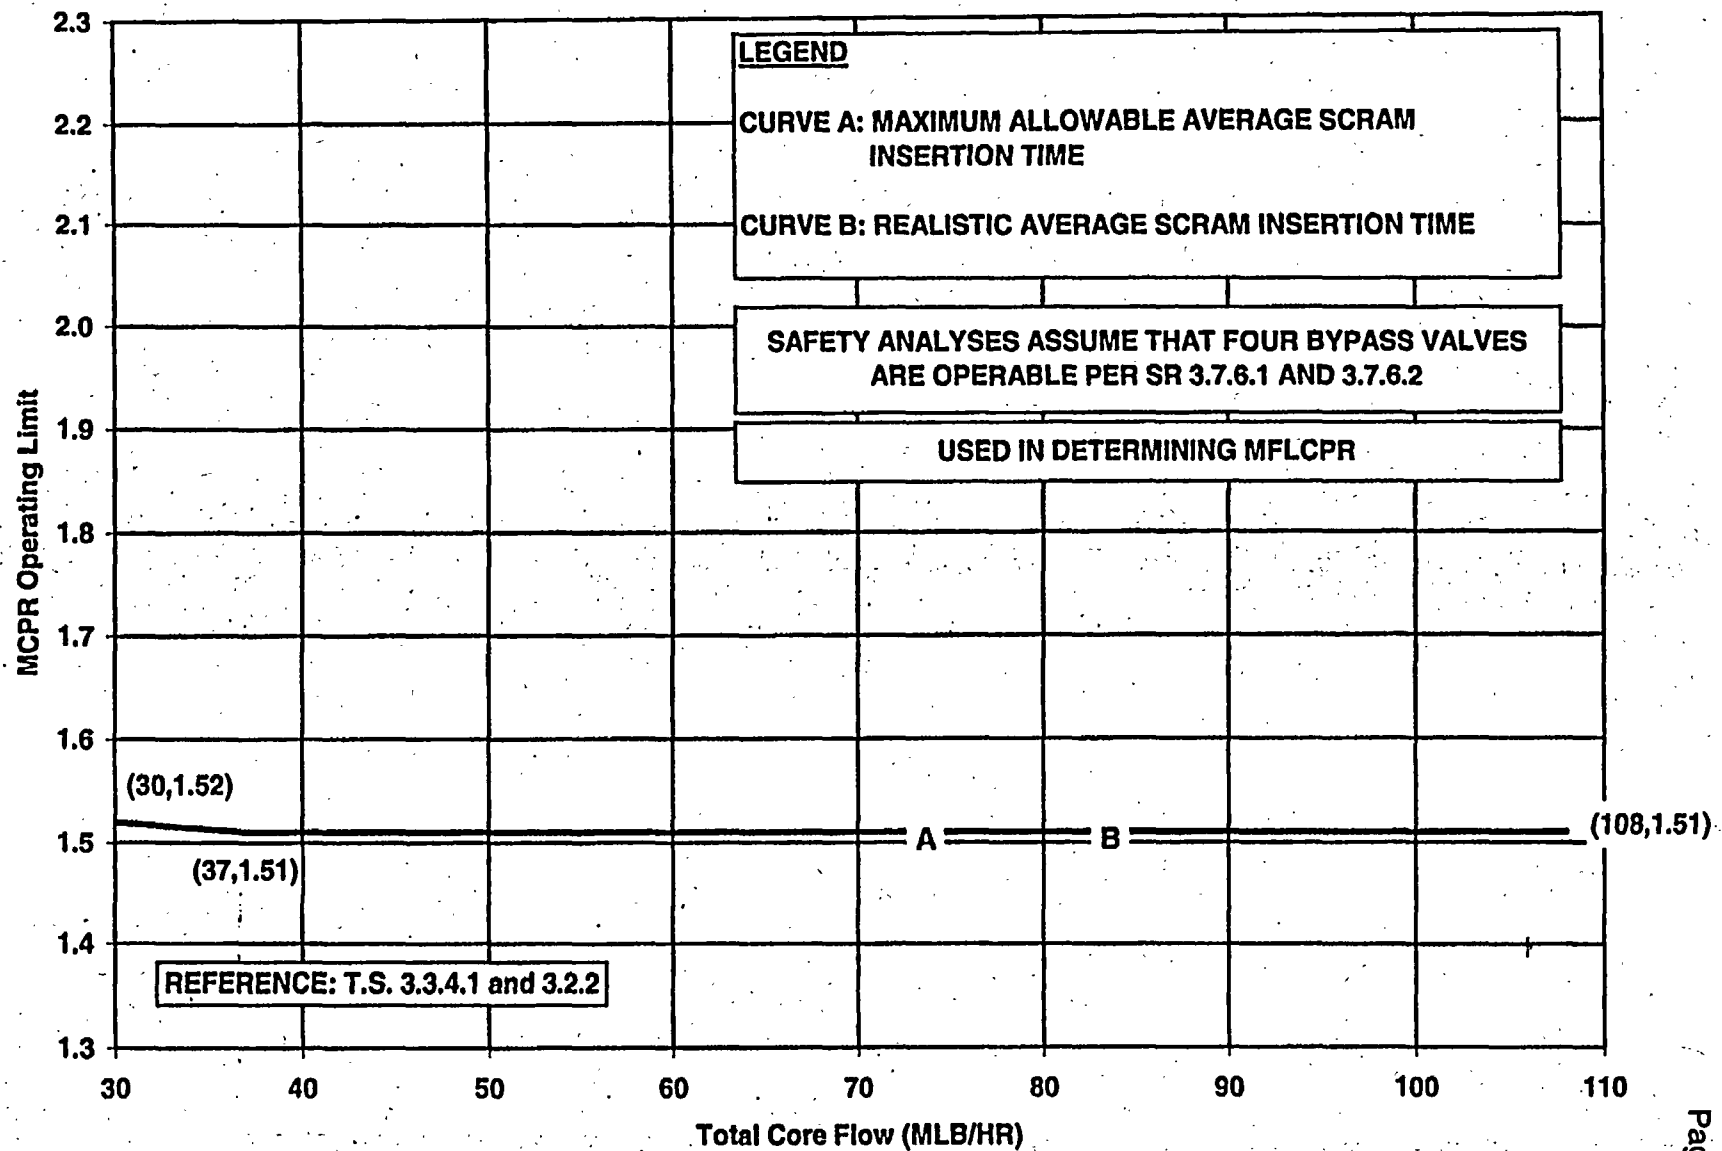 2.3
2.2
2.1
2.0
1.9
1.8
1.7
1.6
1.5
1.4
1.3
MCPR Operating Limit
LEGEND
CURVE A: MAXIMUM ALLOWABLE AVERAGE SCRAM
INSERTION TIME
CURVE B: REALISTIC AVERAGE SCRAM INSERTION TIME
SAFETY ANALYSES ASSUME THAT FOUR BYPASS VALVES
ARE OPERABLE PER SR 3.7.6.1 AND 3.7.6.2
USED IN DETERMINING MFLCPR
(30,1.52)
(37,1.51)
A
B
(108,1.51)
REFERENCE: T.S. 3.3.4.1 and 3.2.2
30 40 50 60 70 80 90 100 110
Total Core Flow (MLB/HR)